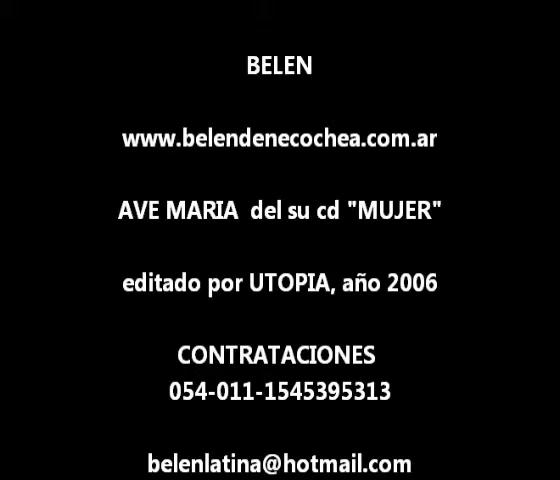 BELEN
www.belendenecochea.com.ar
AVE MARIA del su cd "MUJER"
editado por UTOPIA, año 2006
CONTRATACIONES
054-011-1545395313
belenlatina@hotmail.com